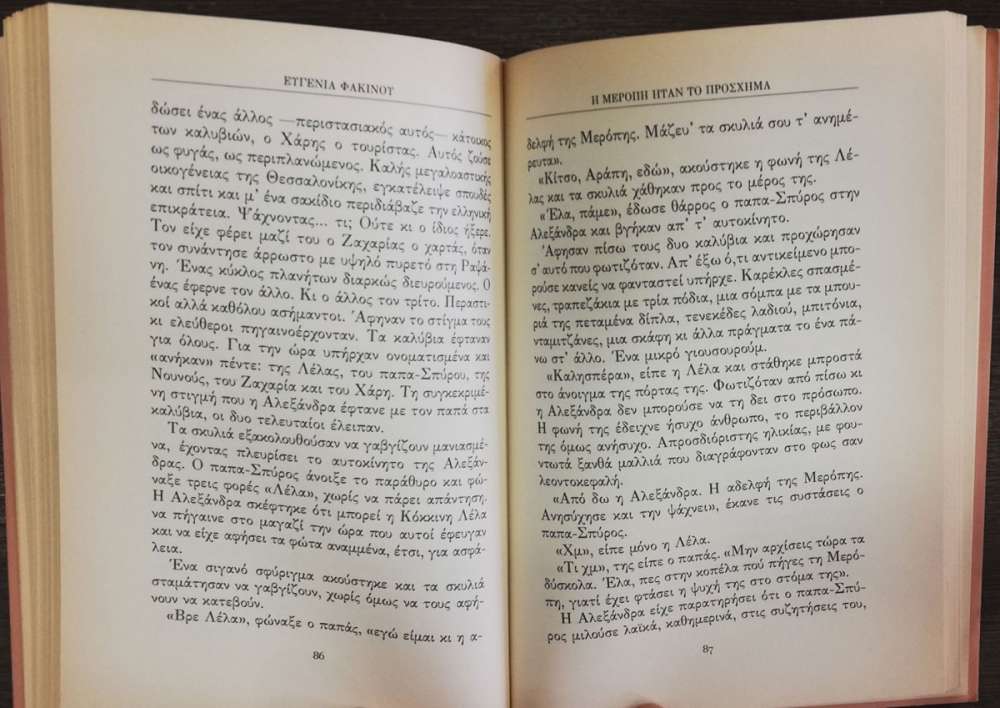 ΕΥΓΕΝΙΑ ΦΑΚΙΝΟΥ
δώσει ένας άλλος —περιστασιακός αυτός— κάτοικος
των καλυβιών, ο Χάρης ο τουρίστας. Αυτός ζούσε
ως φυγάς, ως περιπλανώμενος. Καλής μεγαλοαστικής
οικογένειας της Θεσσαλονίκης, εγκατέλειψε σπουδές
και σπίτι και μ' ένα σακίδιο περιδιάβαζε την ελληνική
επικράτεια. Ψάχνοντας... τι; Ούτε κι ο ίδιος ήξερε.
Τον είχε φέρει μαζί του ο Ζαχαρίας ο χαρτάς, όταν
τον συνάντησε άρρωστο με υψηλό πυρετό στη Ραψά-
νη. Ένας κύκλος πλανήτων διαρκώς διευρούμενος. Ο
ένας έφερνε τον άλλο. Κι ο άλλος τον τρίτο. Περαστι-
κοί αλλά καθόλου ασήμαντοι. Άφηναν το στίγμα τους
κι ελεύθεροι πηγαινοέρχονταν. Τα καλύβια έφταναν
για όλους. Για την ώρα υπήρχαν ονοματισμένα και
«ανήκαν» πέντε: της Λέλας, του παπα-Σπύρου, της
Νουνούς, του Ζαχαρία και του Χάρη. Τη συγκεκριμέ-
νη στιγμή που η Αλεξάνδρα έφτανε με τον παπά στα
καλύβια, οι δυο τελευταίοι έλειπαν.
Τα σκυλιά εξακολουθούσαν να γαβγίζουν μανιασμέ-
να, έχοντας πλευρίσει το αυτοκίνητο της Αλεξάν-
δρας. Ο παπα-Σπύρος άνοιξε το παράθυρο και φώ-
ναξε τρεις φορές «Λέλα», χωρίς να πάρει απάντηση.
Η Αλεξάνδρα σκέφτηκε ότι μπορεί η Κόκκινη Λέλα
να πήγαινε στο μαγαζί την ώρα που αυτοί έφευγαν
και να είχε αφήσει τα φώτα αναμμένα, έτσι, για ασφά-
λεια.
Ένα σιγανό σφύριγμα ακούστηκε και τα σκυλιά
σταμάτησαν να γαβγίζουν, χωρίς όμως να τους αφή-
νουν να κατεβούν.
«Βρε Λέλα», φώναξε ο παπάς, «εγώ είμαι κι η α-
86
Η ΜΕΡΟΠΗ ΗΤΑΝ ΤΟ ΠΡΟΣΧΗΜΑ
δελφή της Μερόπης. Μάζευ' τα σκυλιά σου τ' ανημέ-
ρευτα».
«Κίτσο, Αράπη, εδώ», ακούστηκε η φωνή της Λέ-
λας και τα σκυλιά χάθηκαν προς το μέρος της.
«Έλα, πάμε», έδωσε θάρρος ο παπα-Σπύρος στην
Αλεξάνδρα και βγήκαν απ' τ' αυτοκίνητο.
Άφησαν πίσω τους δυο καλύβια και προχώρησαν
σ' αυτό που φωτιζόταν. Απ' έξω ό,τι αντικείμενο μπο-
ρούσε κανείς να φανταστεί υπήρχε. Καρέκλες σπασμέ-
νες, τραπεζάκια με τρία πόδια, μια σόμπα με τα μπου-
ριά της πεταμένα δίπλα, τενεκέδες λαδιού, μπιτόνια,
νταμιτζάνες, μια σκάφη κι άλλα πράγματα το ένα πά-
νω στ' άλλο. Ένα μικρό γιουσουρούμ.
«Καλησπέρα», είπε η Λέλα και στάθηκε μπροστά
στο άνοιγμα της πόρτας της. Φωτιζόταν από πίσω κι
η Αλεξάνδρα δεν μπορούσε να τη δει στο πρόσωπο.
Η φωνή της έδειχνε ήσυχο άνθρωπο, το περιβάλλον
της όμως ανήσυχο. Απροσδιόριστης ηλικίας, με φου-
ντωτά ξανθά μαλλιά που διαγράφονταν στο φως σαν
λεοντοκεφαλή.
«Από δω η Αλεξάνδρα. Η αδελφή της Μερόπης.
Ανησύχησε και την ψάχνει», έκανε τις συστάσεις ο
παπα-Σπύρος.
«Χμ», είπε μόνο η Λέλα.
«Τι χμ», της είπε ο παπάς. «Μην αρχίσεις τώρα τα
δύσκολα. Έλα, πες στην κοπέλα πού πήγες τη Μερό-
πη, γιατί έχει φτάσει η ψυχή της στο στόμα της».
Η Αλεξάνδρα είχε παρατηρήσει ότι ο παπα-Σπύ-
ρος μιλούσε λαϊκά, καθημερινά, στις συζητήσεις του,
87